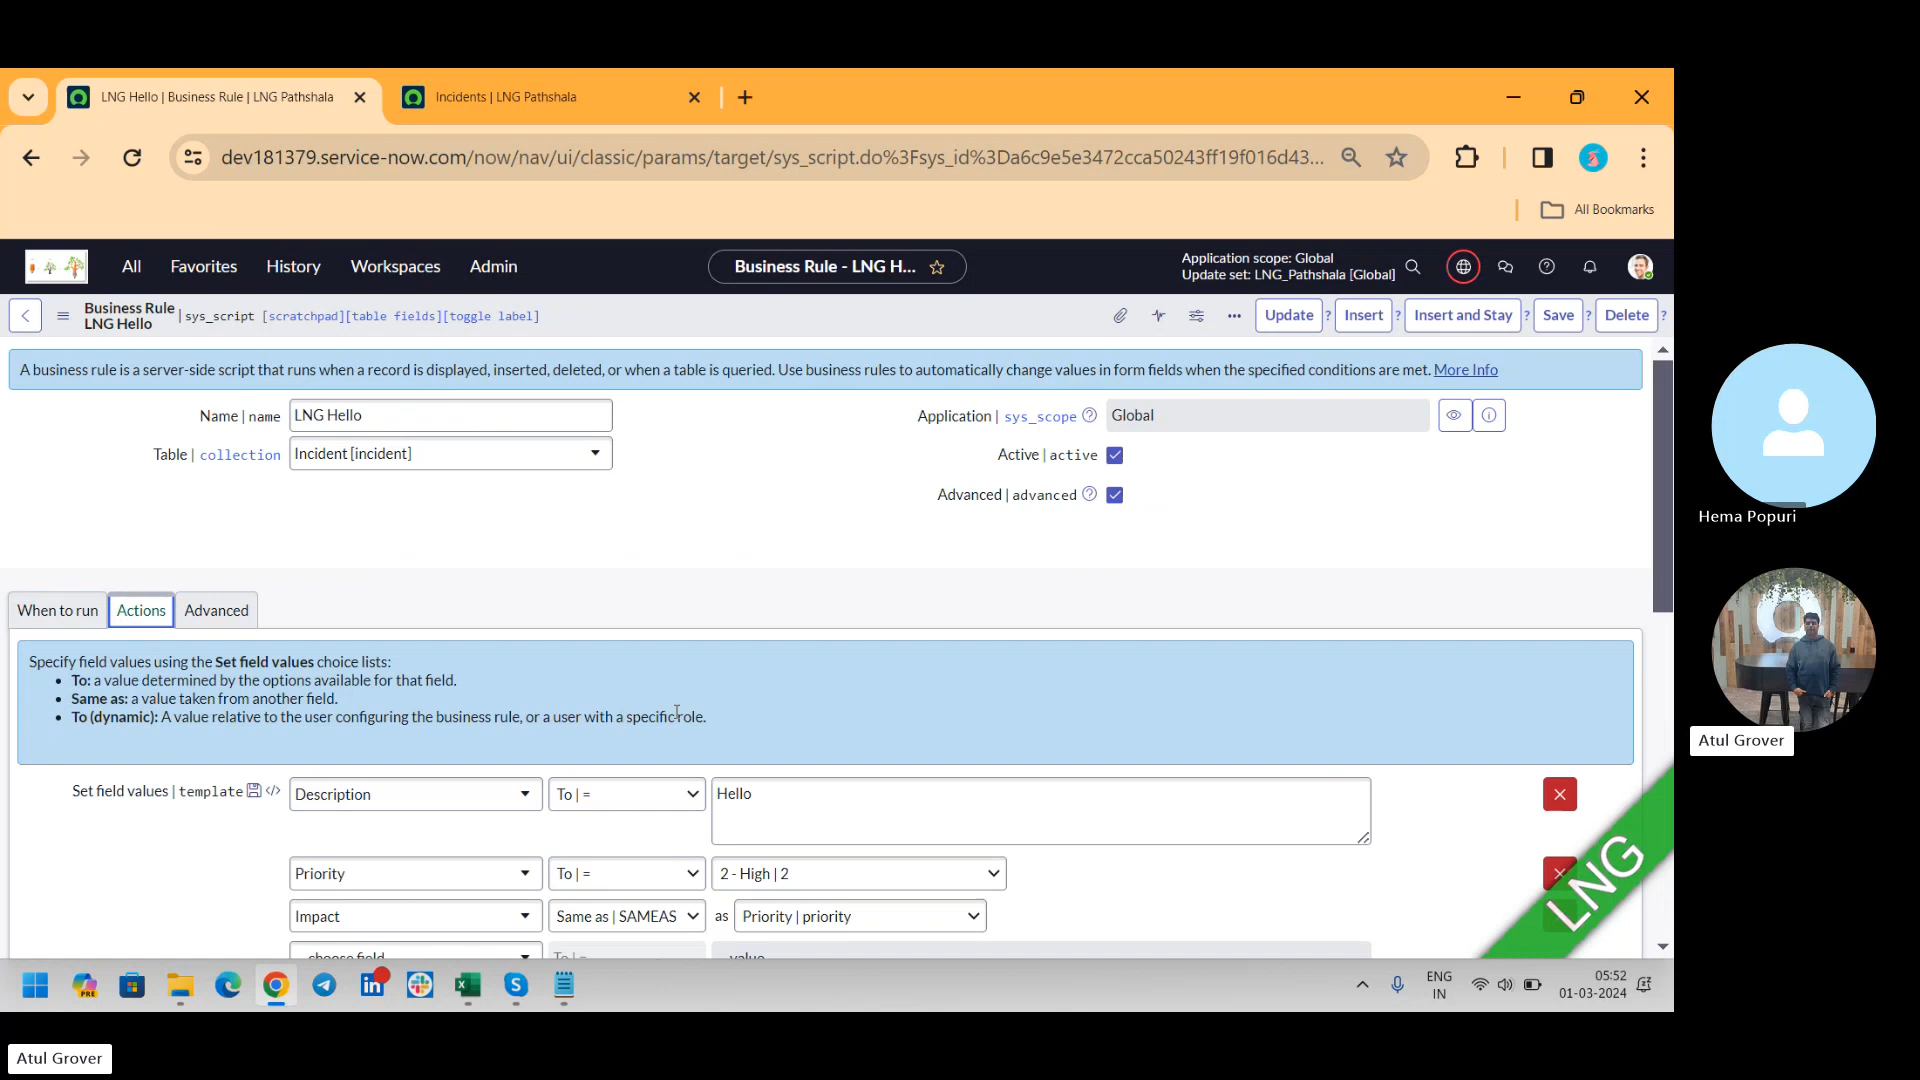 LNG Hello | Business Rule | LNG Pathshala
Incidents | LNG Pathshala
dev181379.service-now.com/now/nav/ui/classic/params/target/sys_script.do%3Fsys_id%3Da6c9e5e3472cca50243ff19f016d43...
All Bookmarks
All Favorites History Workspaces Admin
Business Rule - LNG H...
Application scope: Global
Update set: LNG_Pathshala [Global]
Business Rule
LNG Hello
sys_script [scratchpad][table fields][toggle label]
Update ? Insert ? Insert and Stay ? Save ? Delete ?
A business rule is a server-side script that runs when a record is displayed, inserted, deleted, or when a table is queried. Use business rules to automatically change values in form fields when the specified conditions are met. More Info
Name | name LNG Hello
Application | sys_scope Global
Table | collection Incident [incident]
Active | active
Advanced | advanced
When to run Actions Advanced
Specify field values using the Set field values choice lists:
• To: a value determined by the options available for that field.
• Same as: a value taken from another field.
• To (dynamic): A value relative to the user configuring the business rule, or a user with a specific role.
Set field values | template </> Description To | = Hello
Priority To | = 2 - High | 2
Impact Same as | SAMEAS as Priority | priority
LNG
PRE
ENG
IN
05:52
01-03-2024
Hema Popuri
Atul Grover
Atul Grover